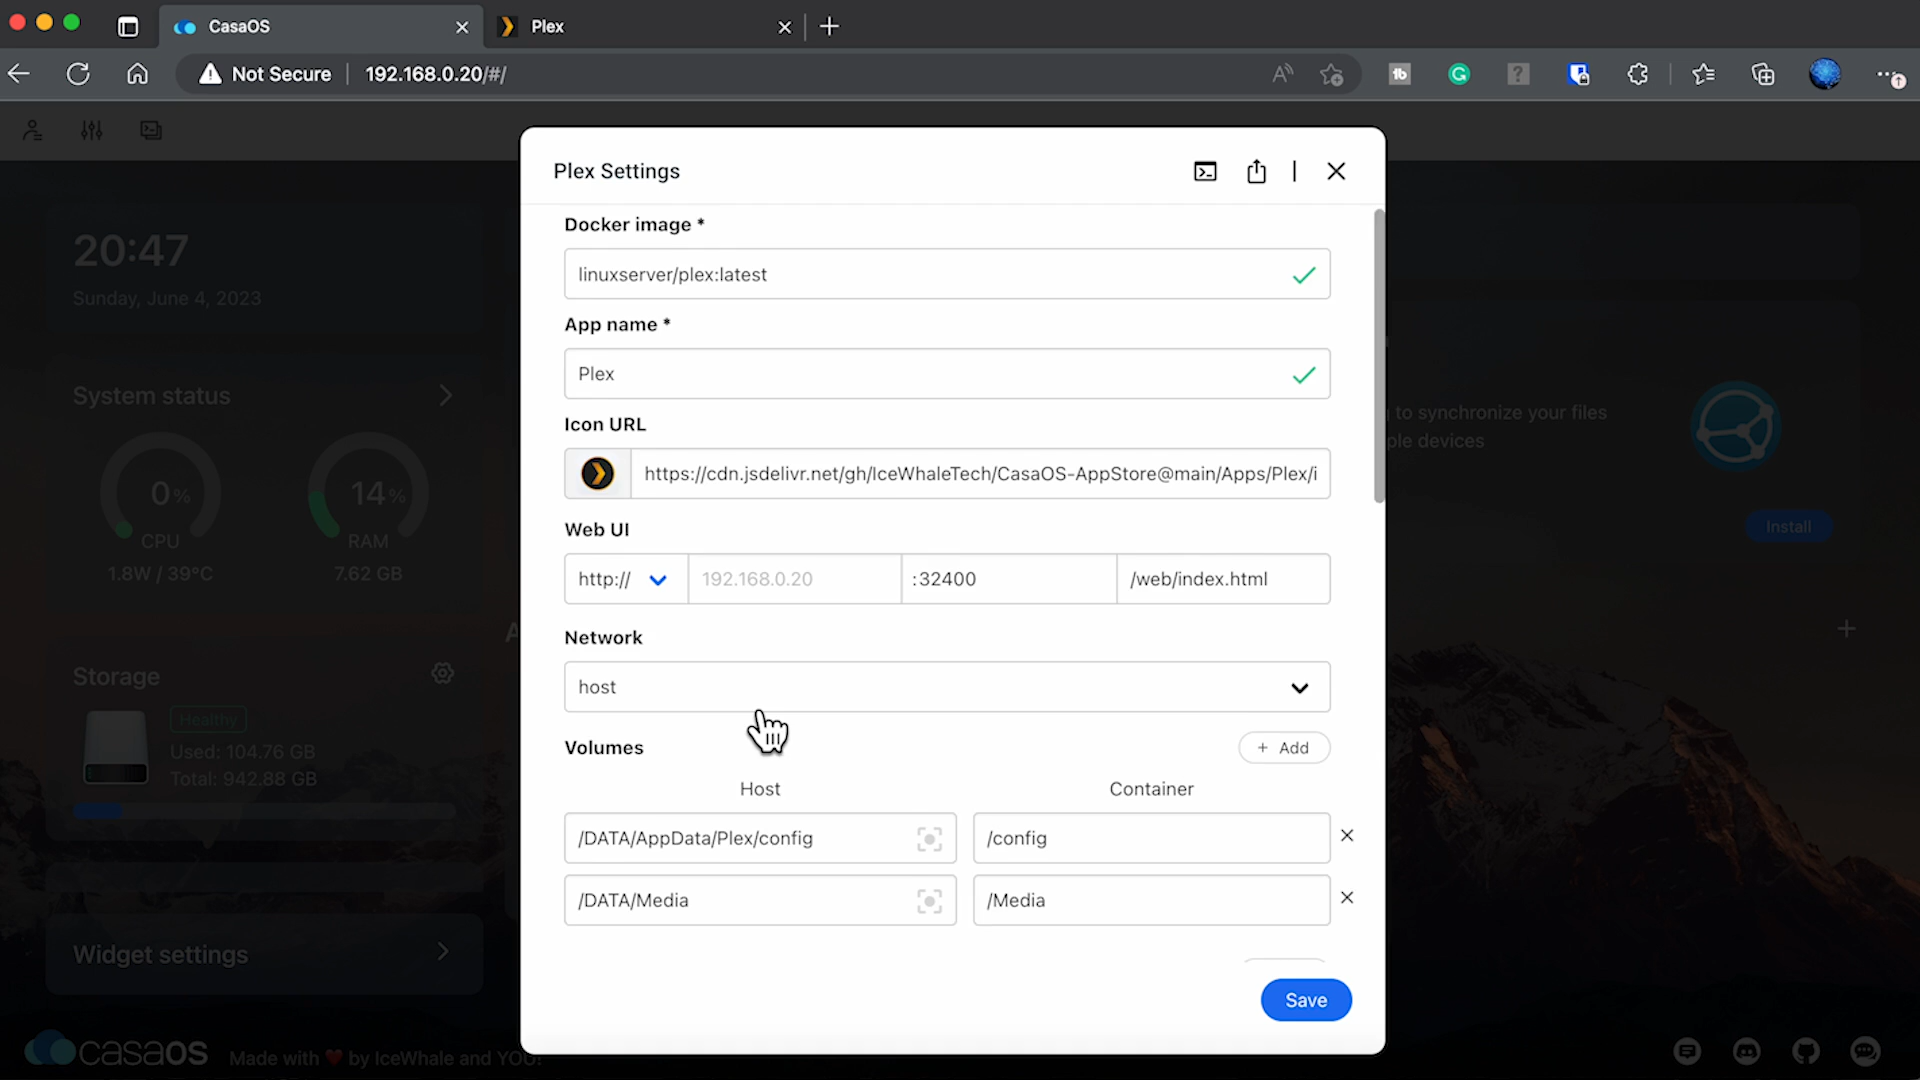 CasaOS
Plex
Not Secure
192.168.0.20/#/
20:47
Sunday, June 4, 2023
System status
0%
CPU
1.8W / 39°C
14%
RAM
7.62 GB
Storage
Healthy
Used: 104.76 GB
Total: 942.88 GB
Widget settings
casaos
Made with ❤ by IceWhale and YOU!
Plex Settings
Docker image *
linuxserver/plex:latest
App name *
Plex
Icon URL
https://cdn.jsdelivr.net/gh/IceWhaleTech/CasaOS-AppStore@main/Apps/Plex/i
Web UI
http://
192.168.0.20
:32400
/web/index.html
Network
host
Volumes
+ Add
Host
Container
/DATA/AppData/Plex/config
/config
/DATA/Media
/Media
Save
to synchronize your files
devices
Install